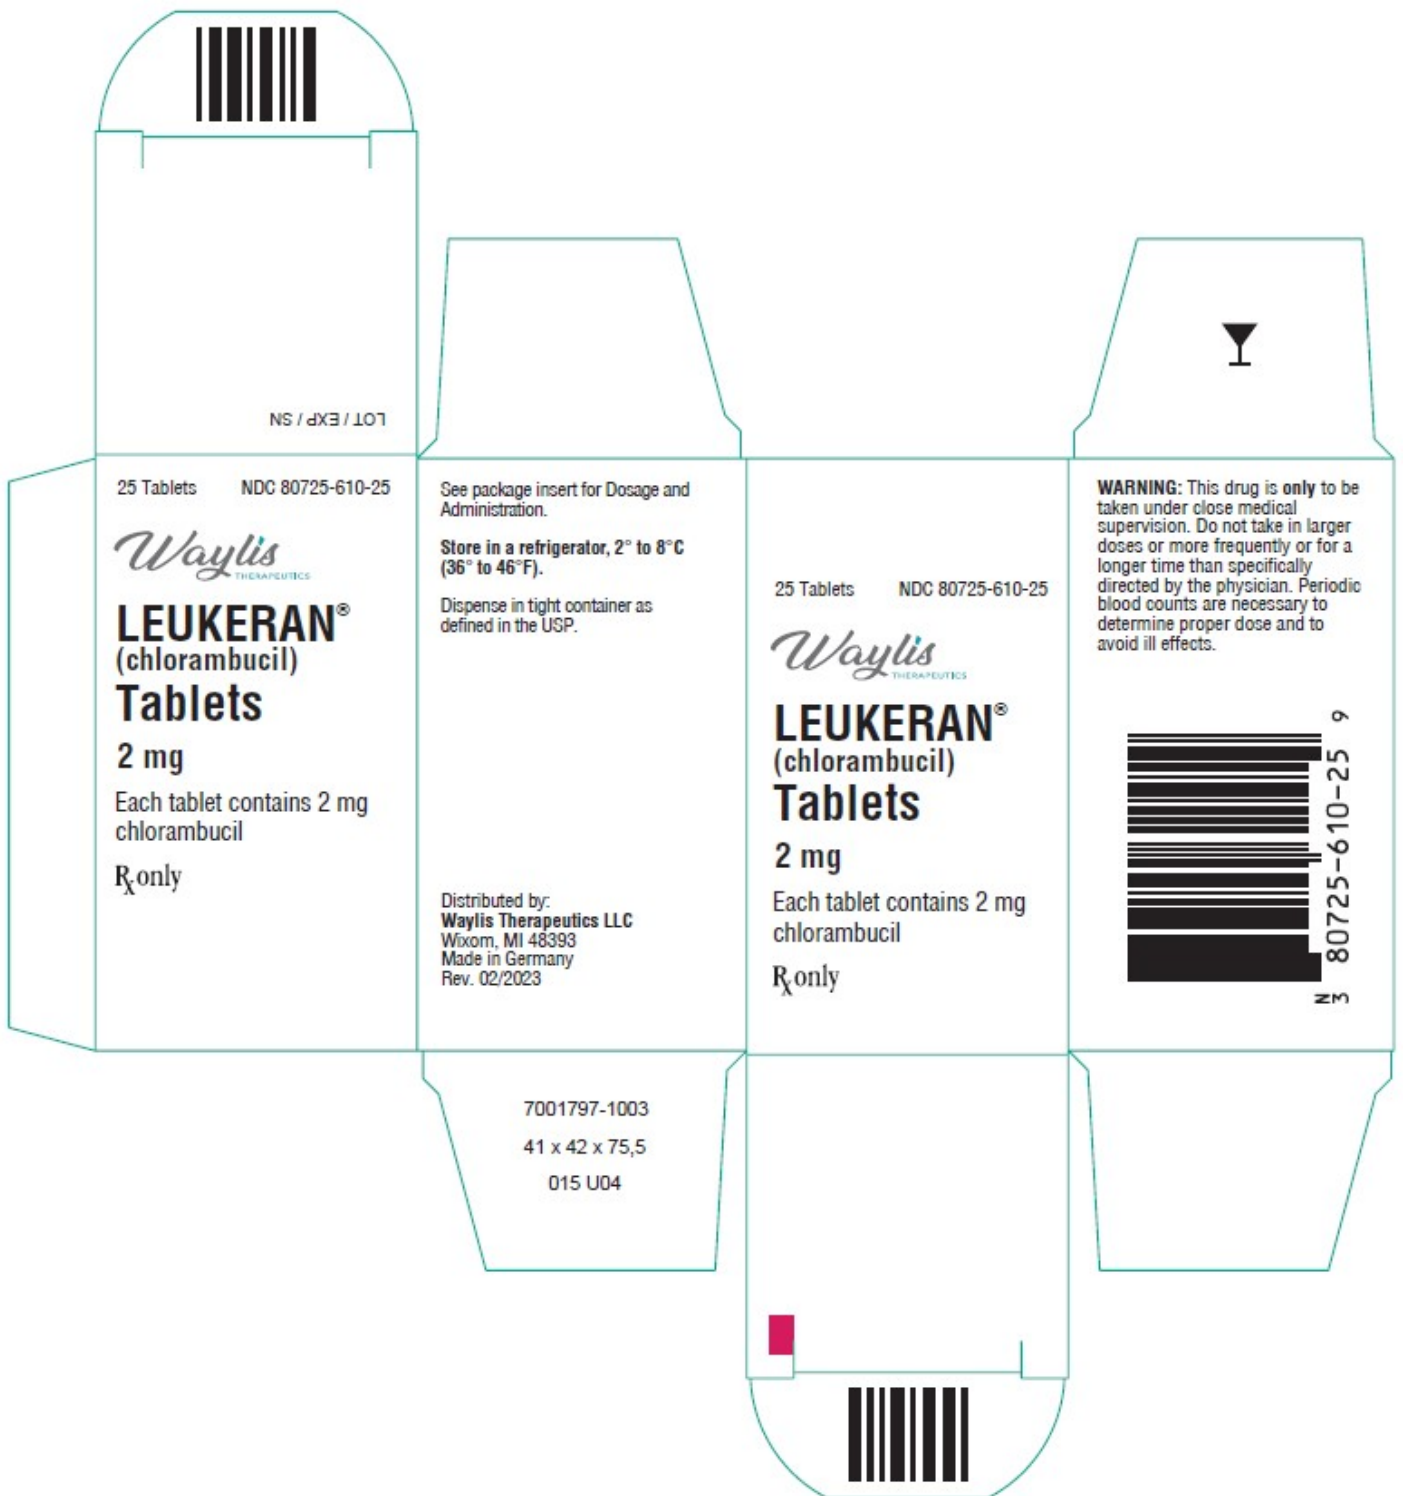 LOT / EXP / SN
25 Tablets NDC 80725-610-25
Waylis
THERAPEUTICS
LEUKERAN®
(chlorambucil)
Tablets
2 mg
Each tablet contains 2 mg
chlorambucil
Rx only
See package insert for Dosage and
Administration.
Store in a refrigerator, 2° to 8°C
(36° to 46°F).
Dispense in tight container as
defined in the USP.
Distributed by:
Waylis Therapeutics LLC
Wixom, MI 48393
Made in Germany
Rev. 02/2023
7001797-1003
41 x 42 x 75,5
015 U04
25 Tablets NDC 80725-610-25
Waylis
THERAPEUTICS
LEUKERAN®
(chlorambucil)
Tablets
2 mg
Each tablet contains 2 mg
chlorambucil
Rx only
WARNING: This drug is only to be
taken under close medical
supervision. Do not take in larger
doses or more frequently or for a
longer time than specifically
directed by the physician. Periodic
blood counts are necessary to
determine proper dose and to
avoid ill effects.
N
3 80725-610-25 9